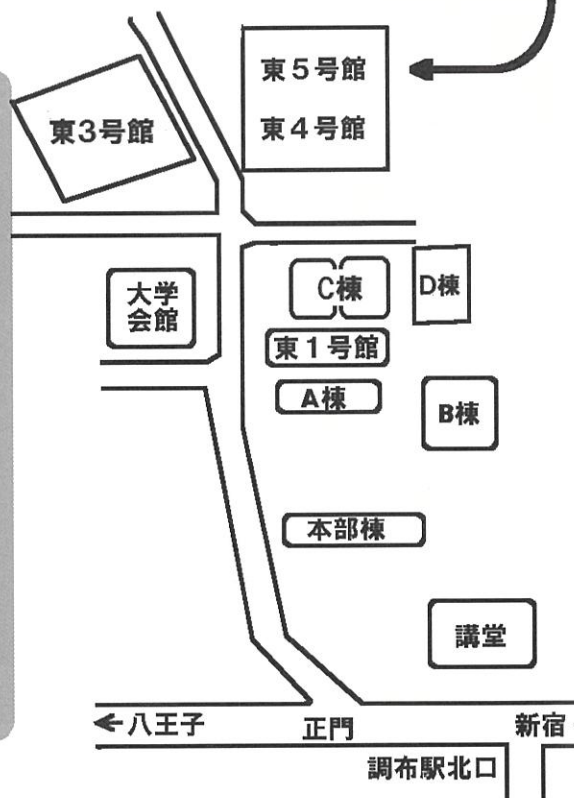 東5号館
東4号館
東3号館
大学
会館
C棟
D棟
東1号館
A棟
B棟
本部棟
講堂
←八王子
正門
新宿
調布駅北口